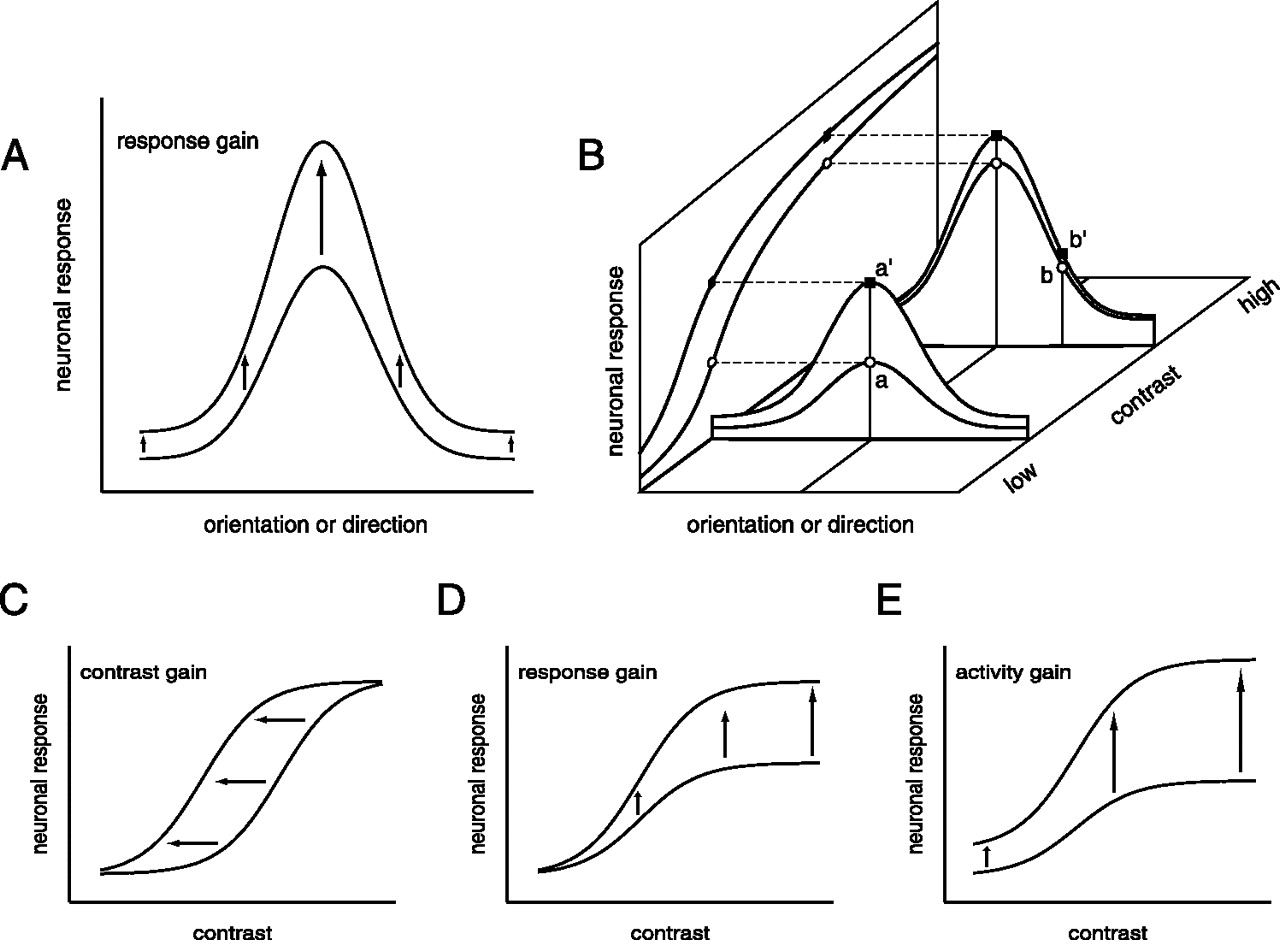 A
response gain
neuronal response
orientation or direction
B
neuronal response
a'
a
b'
b
high
contrast
low
orientation or direction
C
contrast gain
neuronal response
contrast
D
response gain
neuronal response
contrast
E
activity gain
neuronal response
contrast